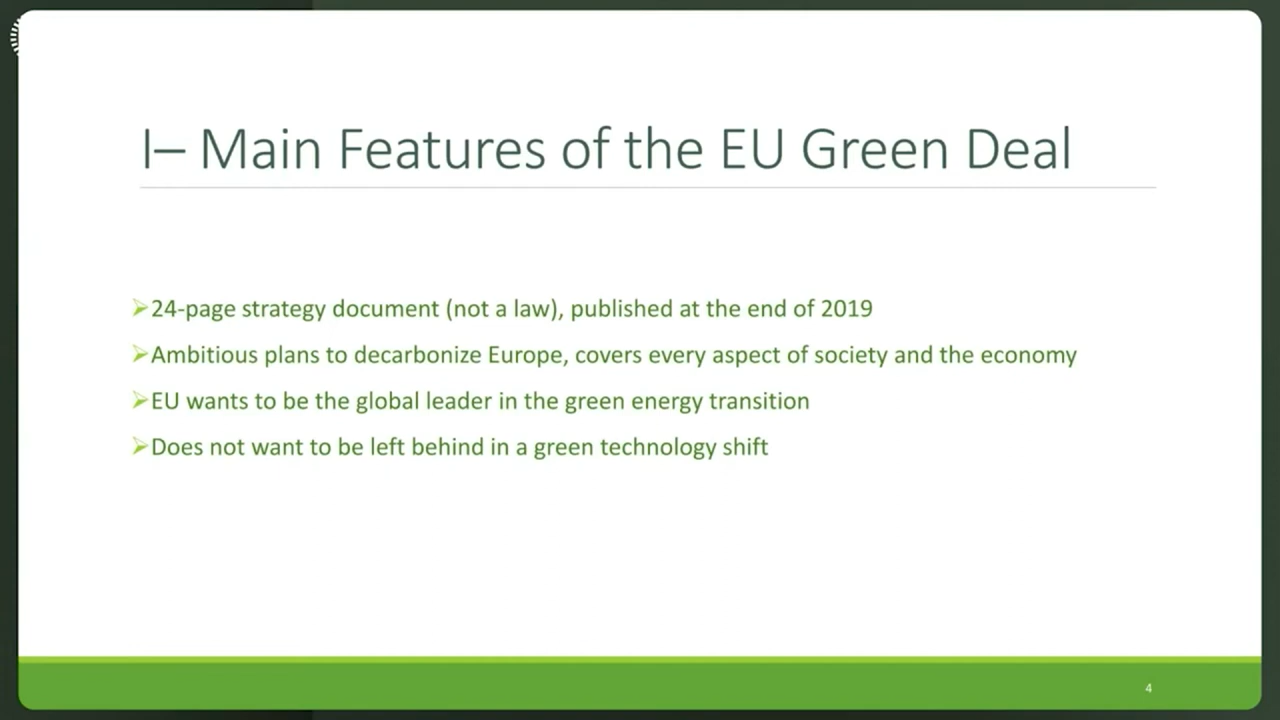 I– Main Features of the EU Green Deal
➢24-page strategy document (not a law), published at the end of 2019
➢Ambitious plans to decarbonize Europe, covers every aspect of society and the economy
➢EU wants to be the global leader in the green energy transition
➢Does not want to be left behind in a green technology shift
4